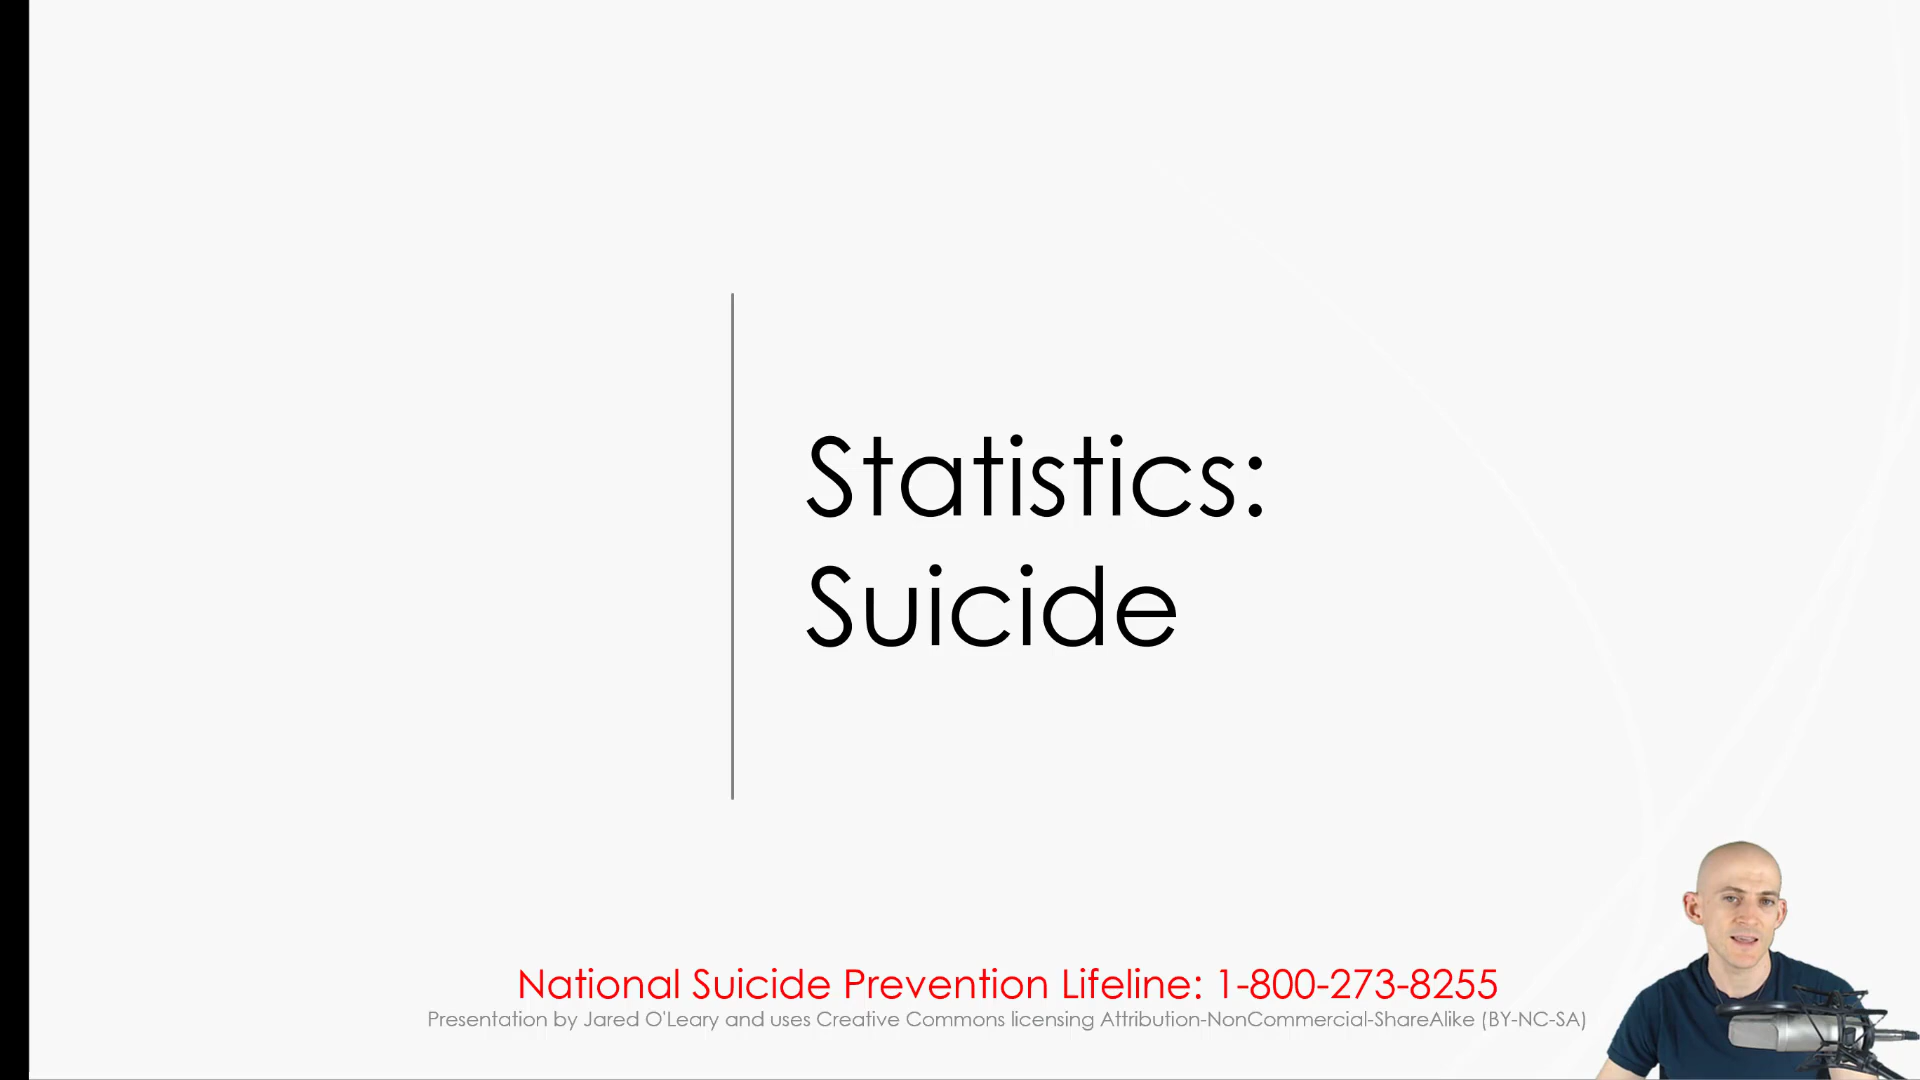 Statistics:
Suicide
National Suicide Prevention Lifeline: 1-800-273-8255
Presentation by Jared O'Leary and uses Creative Commons licensing Attribution-NonCommercial-ShareAlike (BY-NC-SA)